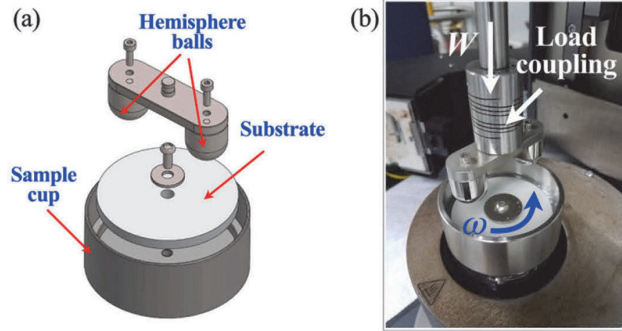 (a)
Hemisphere
balls
Substrate
Sample
cup
(b)
W
Load
coupling
ω